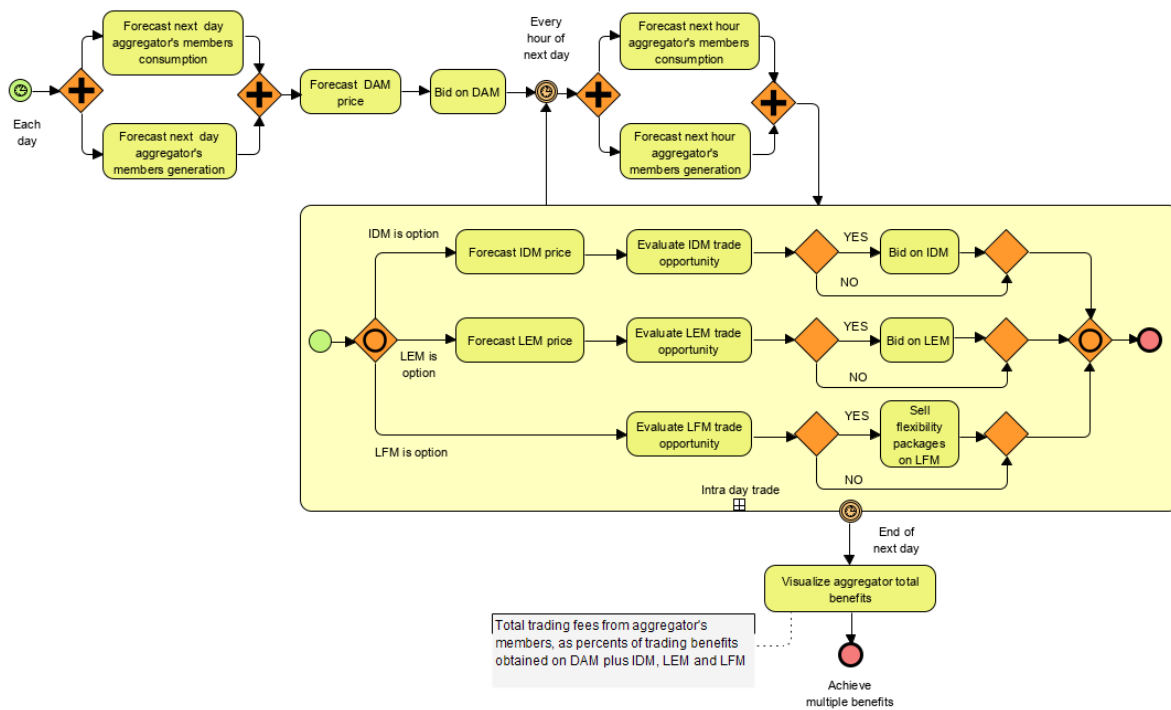 Forecast next day
aggregator's members
consumption
Every
hour of
next day
Forecast next hour
aggregator's members
consumption
Each
day
Forecast DAM
price
Bid on DAM
Forecast next day
aggregator's
members generation
Forecast next hour
aggregator's
members generation
IDM is option
Forecast IDM price
Evaluate IDM trade
opportunity
YES
Bid on IDM
NO
LEM is
option
Forecast LEM price
Evaluate LEM trade
opportunity
YES
Bid on LEM
NO
LFM is option
Evaluate LFM trade
opportunity
YES
Sell
flexibility
packages
on LFM
NO
Intra day trade
End of
next day
Visualize aggregator total
benefits
Total trading fees from aggregator's
members, as percents of trading benefits
obtained on DAM plus IDM, LEM and LFM
Achieve
multiple benefits